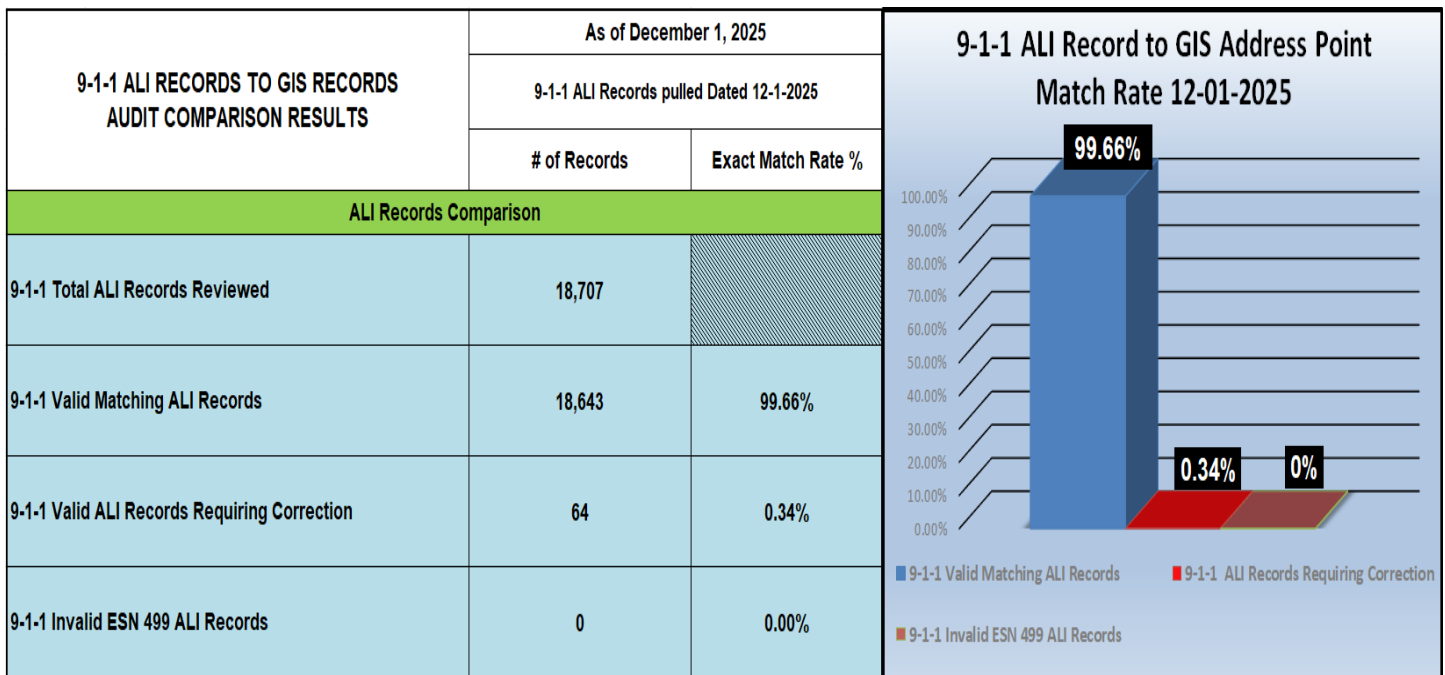 9-1-1 ALI RECORDS TO GIS RECORDS
AUDIT COMPARISON RESULTS
As of December 1, 2025
9-1-1 ALI Records pulled Dated 12-1-2025
# of Records
Exact Match Rate %
ALI Records Comparison
9-1-1 Total ALI Records Reviewed
18,707
9-1-1 Valid Matching ALI Records
18,643
99.66%
9-1-1 Valid ALI Records Requiring Correction
64
0.34%
9-1-1 Invalid ESN 499 ALI Records
0
0.00%
9-1-1 ALI Record to GIS Address Point
Match Rate 12-01-2025
99.66%
100.00%
90.00%
80.00%
70.00%
60.00%
50.00%
40.00%
30.00%
20.00%
10.00%
0.00%
0.34%
0%
9-1-1 Valid Matching ALI Records
9-1-1 ALI Records Requiring Correction
9-1-1 Invalid ESN 499 ALI Records